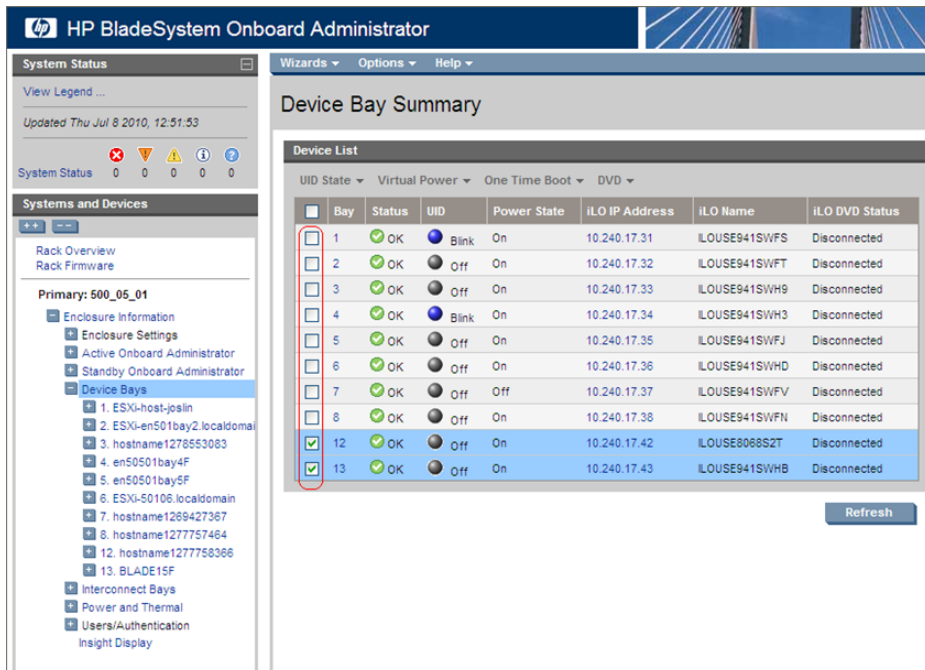 hp HP BladeSystem Onboard Administrator
System Status
View Legend ...
Updated Thu Jul 8 2010, 12:51:53
System Status 0 0 0 0 0
Systems and Devices
Rack Overview
Rack Firmware
Primary: 500_05_01
Enclosure Information
Enclosure Settings
Active Onboard Administrator
Standby Onboard Administrator
Device Bays
1. ESXi-host-joslin
2. ESXi-en501bay2.localdomai
3. hostname1278553083
4. en50501bay4F
5. en50501bay5F
6. ESXi-50106.localdomain
7. hostname1269427367
8. hostname1277757464
12. hostname1277758366
13. BLADE15F
Interconnect Bays
Power and Thermal
Users/Authentication
Insight Display
Wizards Options Help
Device Bay Summary
Device List
UID State Virtual Power One Time Boot DVD
Bay Status UID Power State iLO IP Address iLO Name iLO DVD Status
1 OK Blink On 10.240.17.31 ILOUSE941SWFS Disconnected
2 OK Off On 10.240.17.32 ILOUSE941SWFT Disconnected
3 OK Off On 10.240.17.33 ILOUSE941SWH9 Disconnected
4 OK Blink On 10.240.17.34 ILOUSE941SWH3 Disconnected
5 OK Off On 10.240.17.35 ILOUSE941SWFJ Disconnected
6 OK Off On 10.240.17.36 ILOUSE941SWHD Disconnected
7 OK Off Off 10.240.17.37 ILOUSE941SWFV Disconnected
8 OK Off On 10.240.17.38 ILOUSE941SWFN Disconnected
12 OK Off On 10.240.17.42 ILOUSE8068S2T Disconnected
13 OK Off On 10.240.17.43 ILOUSE941SWHB Disconnected
Refresh